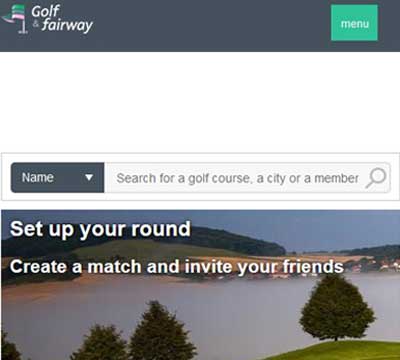 Golf
& fairway
menu
Name
Search for a golf course, a city or a member
Set up your round
Create a match and invite your friends